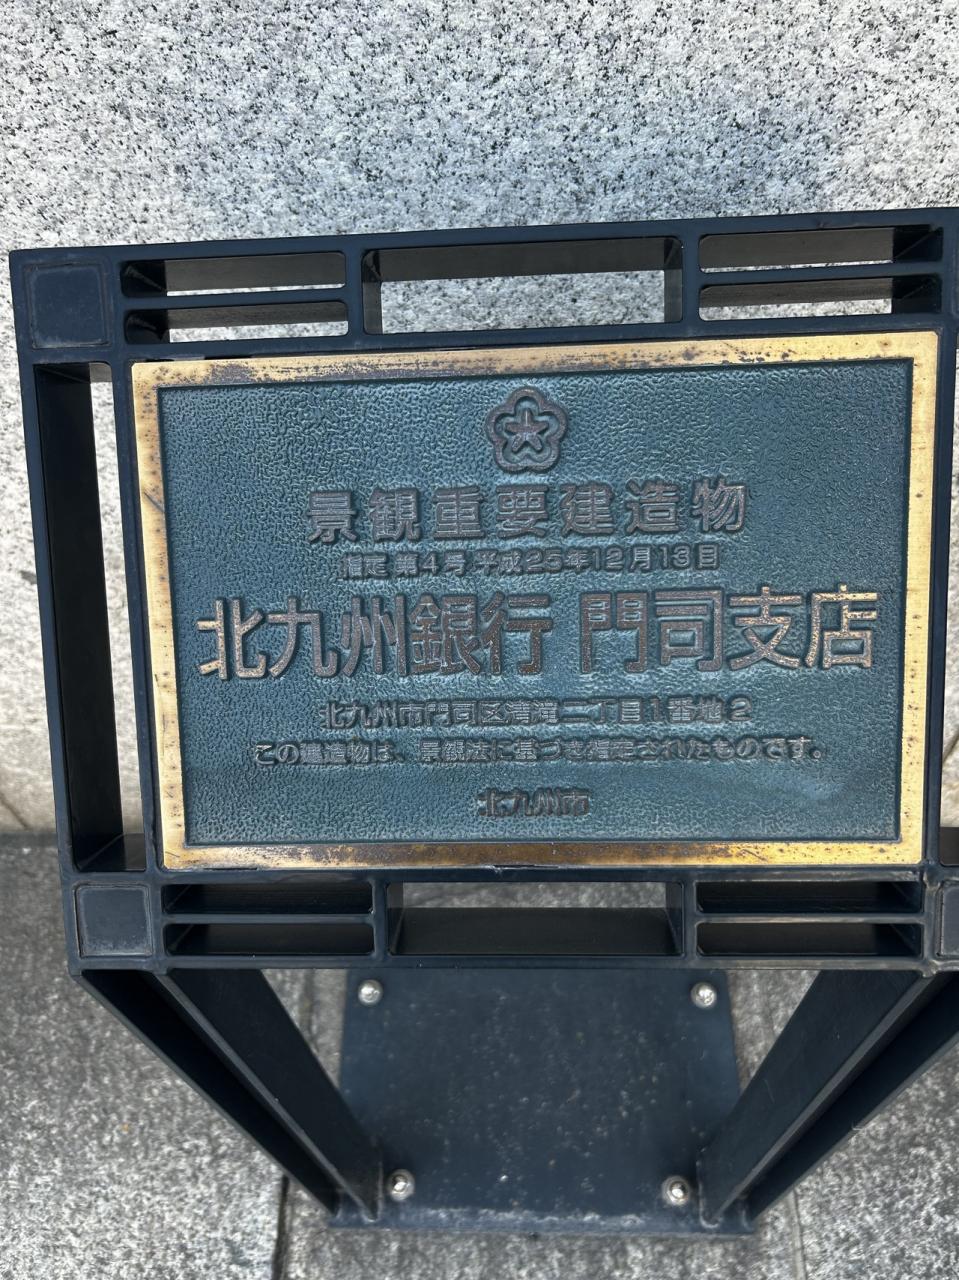 景観重要建造物
指定 第4号 平成25年12月13日
北九州銀行 門司支店
北九州市門司区清滝二丁目1番地2
この建造物は、景観法に基づき指定されたものです。
北九州市